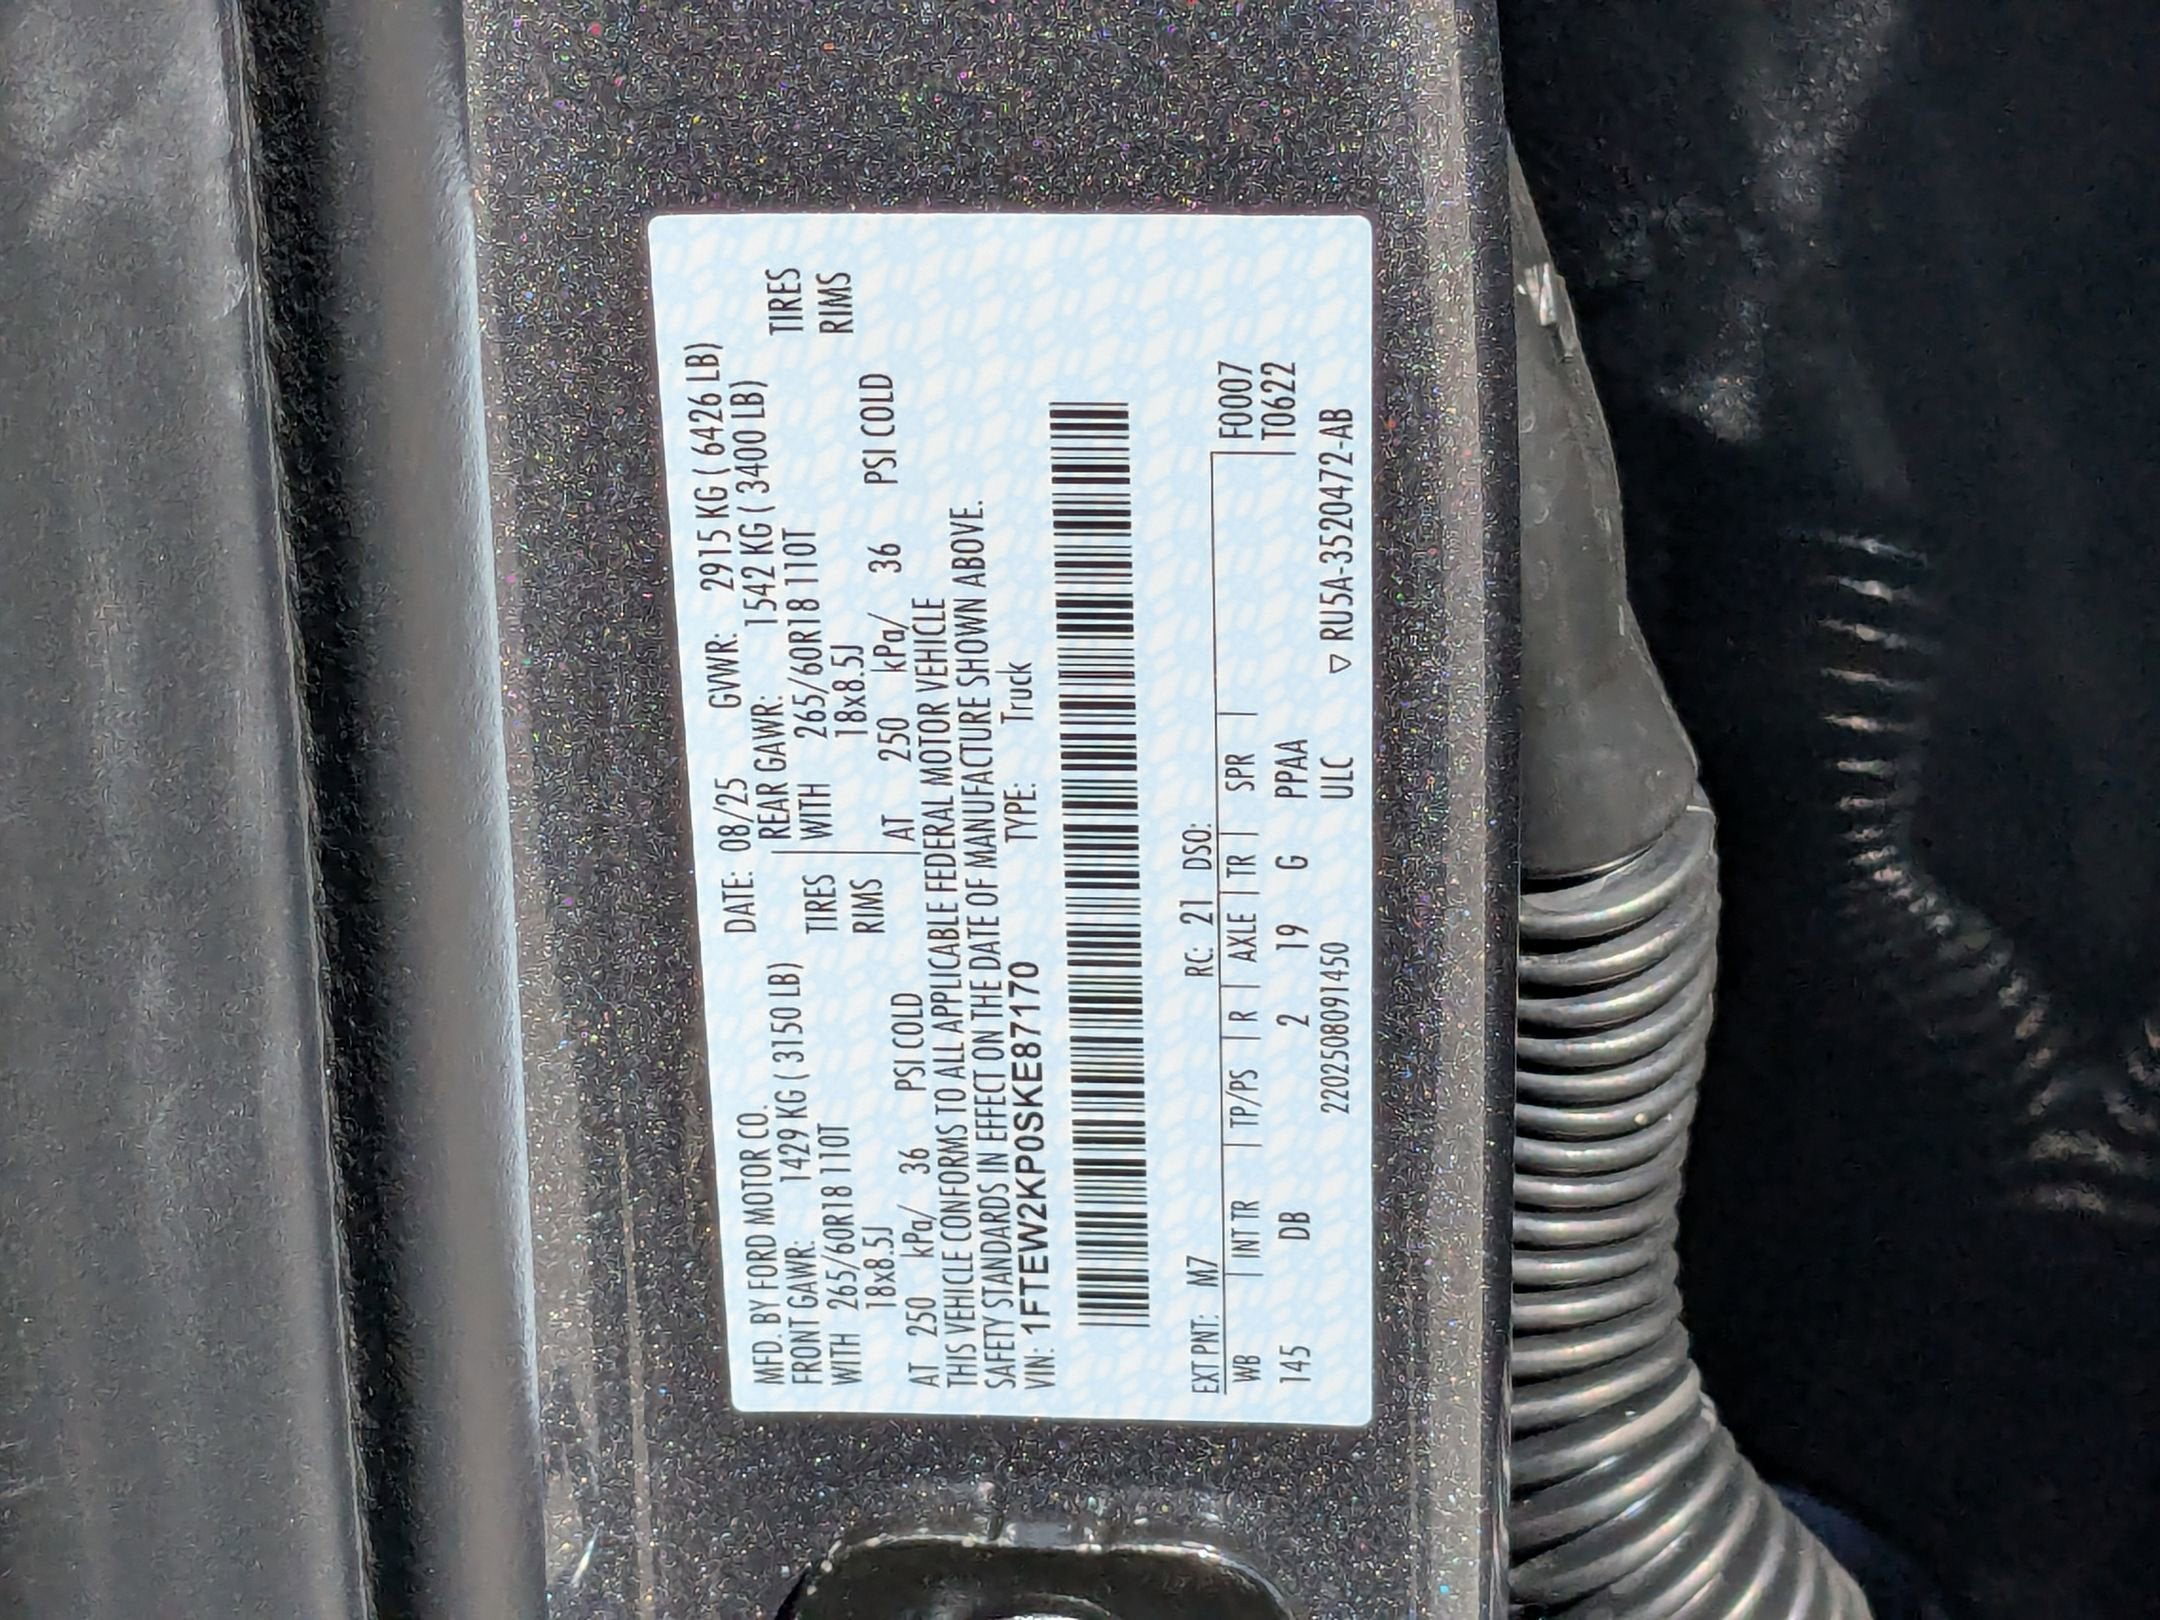 MFD. BY FORD MOTOR CO. DATE: 08/25 GVWR: 2915 KG ( 6426 LB)
FRONT GAWR: 1429 KG ( 3150 LB) REAR GAWR: 1542 KG ( 3400 LB)
WITH 265/60R18 110T TIRES WITH 265/60R18 110T TIRES
18x8.5J RIMS 18x8.5J RIMS
AT 250 kPa/ 36 PSI COLD AT 250 kPa/ 36 PSI COLD
THIS VEHICLE CONFORMS TO ALL APPLICABLE FEDERAL MOTOR VEHICLE
SAFETY STANDARDS IN EFFECT ON THE DATE OF MANUFACTURE SHOWN ABOVE.
VIN: 1FTEW2KP0SKE87170 TYPE: Truck
EXT PNT: M7 RC: 21 DSO:
WB | INT TR | TP/PS | R | AXLE | TR | SPR | F0007
145 DB 2 19 G PPAA T0622
2202508091450 ULC ▽ RU5A-3520472-AB